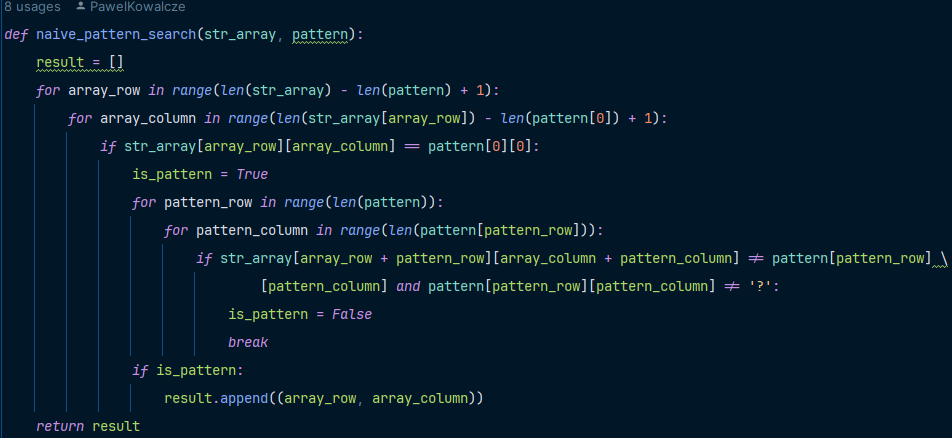 8 usages PawelKowalcze
def naive_pattern_search(str_array, pattern):
    result = []
    for array_row in range(len(str_array) - len(pattern) + 1):
        for array_column in range(len(str_array[array_row]) - len(pattern[0]) + 1):
            if str_array[array_row][array_column] == pattern[0][0]:
                is_pattern = True
                for pattern_row in range(len(pattern)):
                    for pattern_column in range(len(pattern[pattern_row])):
                        if str_array[array_row + pattern_row][array_column + pattern_column] != pattern[pattern_row] \
                                [pattern_column] and pattern[pattern_row][pattern_column] != '?':
                            is_pattern = False
                            break
                if is_pattern:
                    result.append((array_row, array_column))
    return result